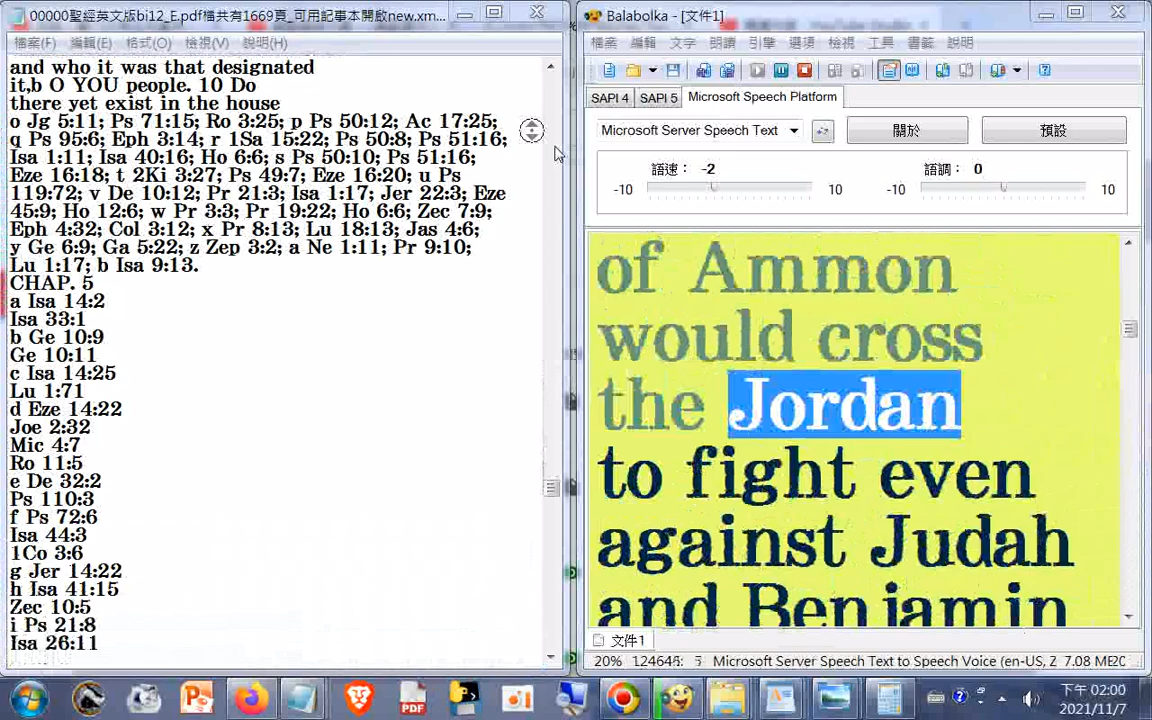 00000聖經英文版bi12_E.pdf檔共有1669頁_可用記事本開啟new.xm...
檔案(F) 編輯(E) 格式(O) 檢視(V) 說明(H)
and who it was that designated
it,b O YOU people. 10 Do
there yet exist in the house
o Jg 5:11; Ps 71:15; Ro 3:25; p Ps 50:12; Ac 17:25;
q Ps 95:6; Eph 3:14; r 1Sa 15:22; Ps 50:8; Ps 51:16;
Isa 1:11; Isa 40:16; Ho 6:6; s Ps 50:10; Ps 51:16;
Eze 16:18; t 2Ki 3:27; Ps 49:7; Eze 16:20; u Ps
119:72; v De 10:12; Pr 21:3; Isa 1:17; Jer 22:3; Eze
45:9; Ho 12:6; w Pr 3:3; Pr 19:22; Ho 6:6; Zec 7:9;
Eph 4:32; Col 3:12; x Pr 8:13; Lu 18:13; Jas 4:6;
y Ge 6:9; Ga 5:22; z Zep 3:2; a Ne 1:11; Pr 9:10;
Lu 1:17; b Isa 9:13.
CHAP. 5
a Isa 14:2
Isa 33:1
b Ge 10:9
Ge 10:11
c Isa 14:25
Lu 1:71
d Eze 14:22
Joe 2:32
Mic 4:7
Ro 11:5
e De 32:2
Ps 110:3
f Ps 72:6
Isa 44:3
1Co 3:6
g Jer 14:22
h Isa 41:15
Zec 10:5
i Ps 21:8
Isa 26:11
Balabolka - [文件1]
檔案 編輯 文字 朗讀 引擎 選項 檢視 工具 書籤 說明
SAPI 4 SAPI 5 Microsoft Speech Platform
Microsoft Server Speech Text 關於 預設
語速: -2 語調: 0
-10 10 -10 10
of Ammon
would cross
the Jordan
to fight even
against Judah
and Benjamin
文件1
20% Microsoft Server Speech Text to Speech Voice (en-US, Z
下午 02:00
2021/11/7